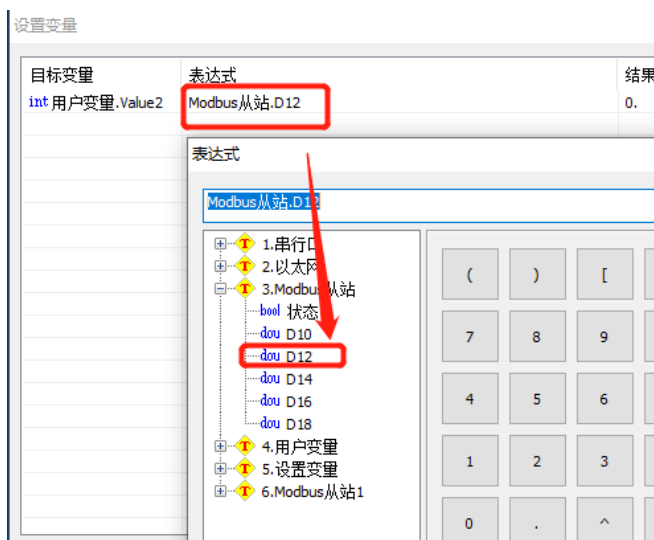 设置变量
目标变量 表达式 结果
int 用户变量.Value2 Modbus从站.D12 0.
表达式
Modbus从站.D12
1.串行口
2.以太网
3.Modbus从站
bool 状态
dou D10
dou D12
dou D14
dou D16
dou D18
4.用户变量
5.设置变量
6.Modbus从站1
( ) [
7 8 9
4 5 6
1 2 3
0 . ^